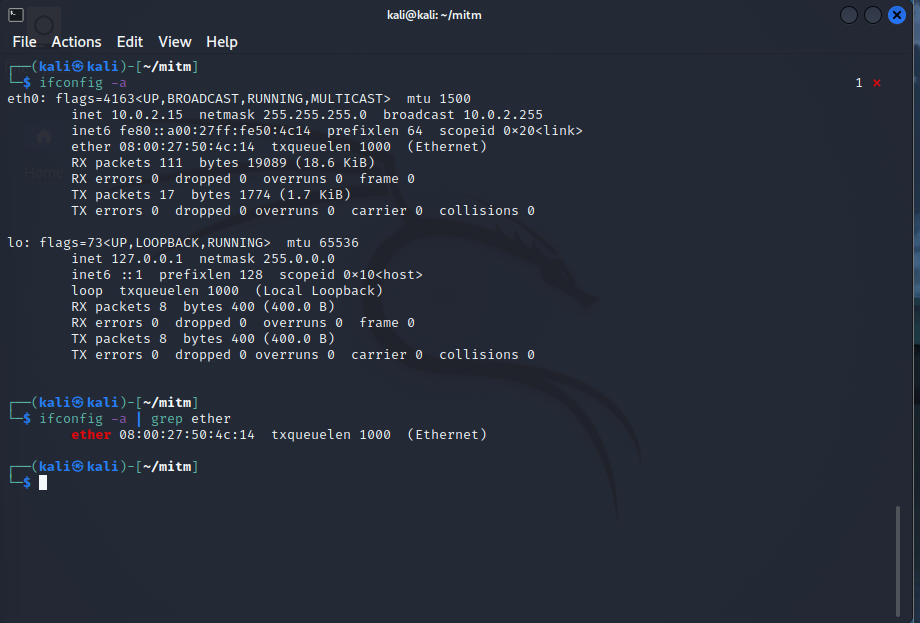 kali@kali: ~/mitm
File Actions Edit View Help
┌──(kali㉿kali)-[~/mitm]
└─$ ifconfig -a 1 ⨯
eth0: flags=4163<UP,BROADCAST,RUNNING,MULTICAST>  mtu 1500
        inet 10.0.2.15  netmask 255.255.255.0  broadcast 10.0.2.255
        inet6 fe80::a00:27ff:fe50:4c14  prefixlen 64  scopeid 0×20<link>
        ether 08:00:27:50:4c:14  txqueuelen 1000  (Ethernet)
        RX packets 111  bytes 19089 (18.6 KiB)
        RX errors 0  dropped 0  overruns 0  frame 0
        TX packets 17  bytes 1774 (1.7 KiB)
        TX errors 0  dropped 0 overruns 0  carrier 0  collisions 0
lo: flags=73<UP,LOOPBACK,RUNNING>  mtu 65536
        inet 127.0.0.1  netmask 255.0.0.0
        inet6 ::1  prefixlen 128  scopeid 0×10<host>
        loop  txqueuelen 1000  (Local Loopback)
        RX packets 8  bytes 400 (400.0 B)
        RX errors 0  dropped 0  overruns 0  frame 0
        TX packets 8  bytes 400 (400.0 B)
        TX errors 0  dropped 0 overruns 0  carrier 0  collisions 0
┌──(kali㉿kali)-[~/mitm]
└─$ ifconfig -a | grep ether
        ether 08:00:27:50:4c:14  txqueuelen 1000  (Ethernet)
┌──(kali㉿kali)-[~/mitm]
└─$
Home